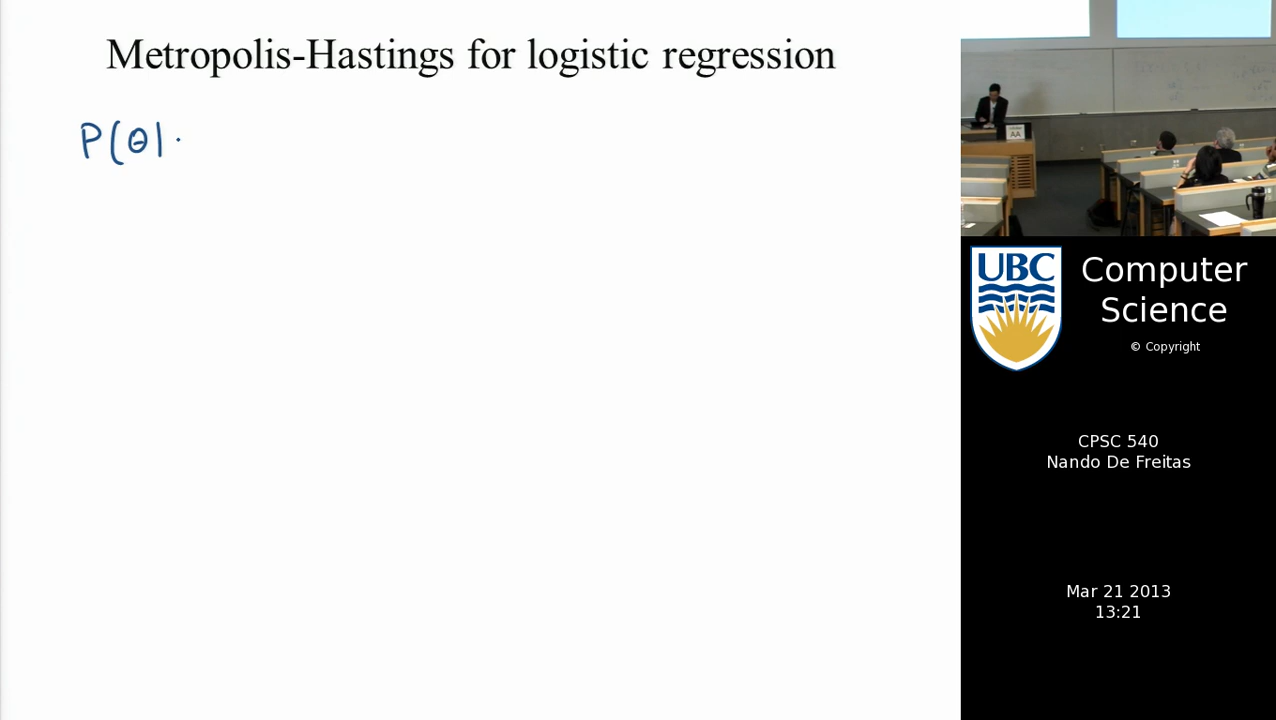 Metropolis-Hastings for logistic regression
P(θ| ·
AA
UBC
Computer
Science
© Copyright
CPSC 540
Nando De Freitas
Mar 21 2013
13:21